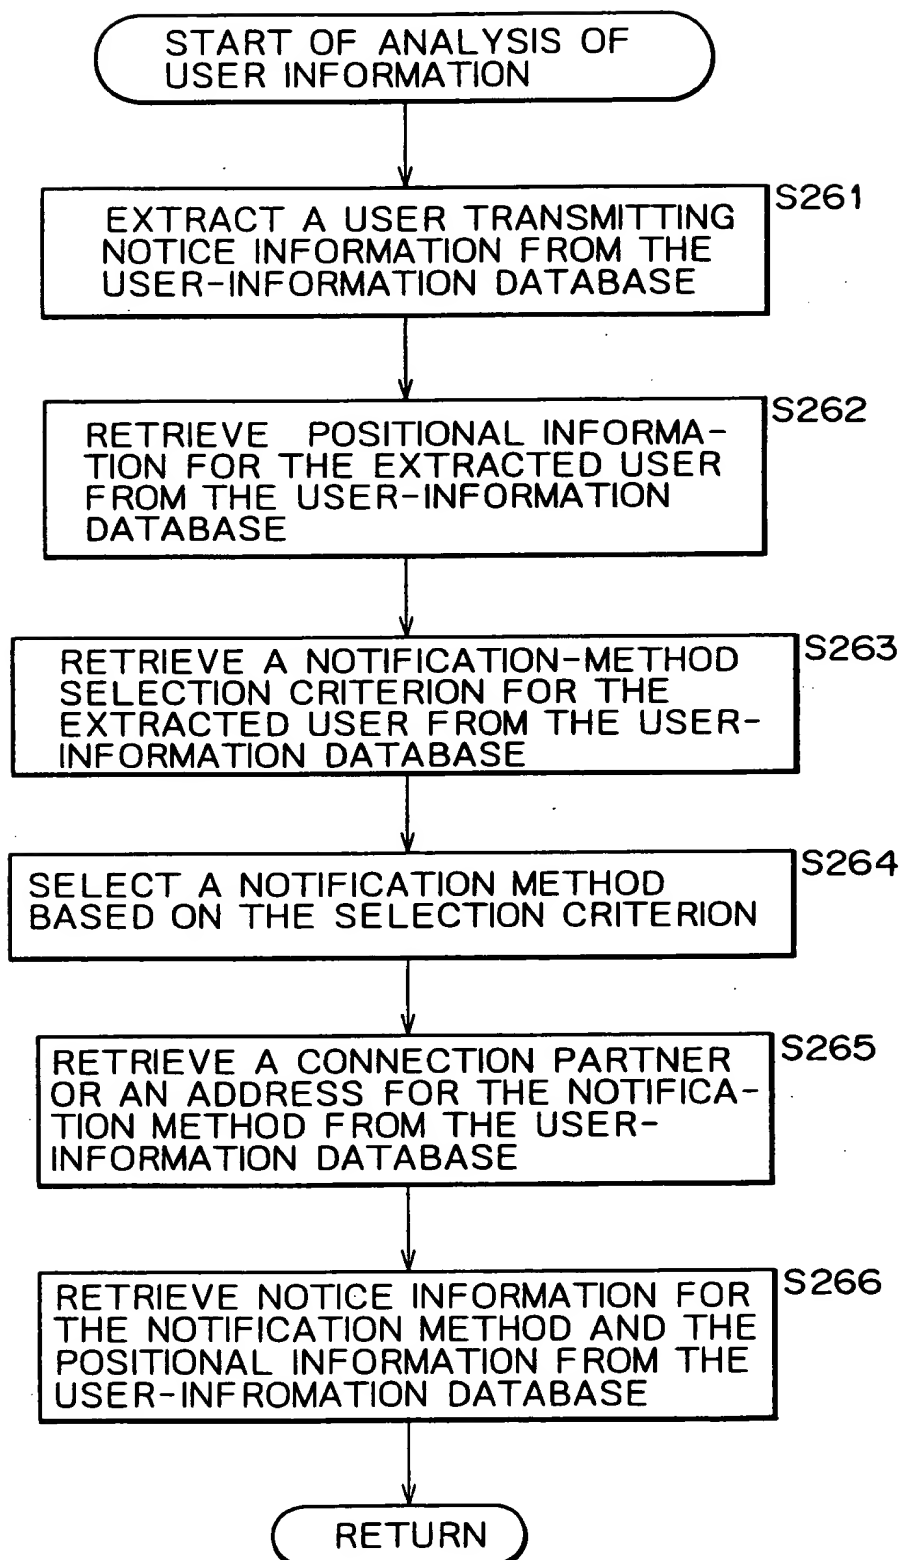 START OF ANALYSIS OF
USER INFORMATION
S261
EXTRACT A USER TRANSMITTING
NOTICE INFORMATION FROM THE
USER-INFORMATION DATABASE
S262
RETRIEVE POSITIONAL INFORMA-
TION FOR THE EXTRACTED USER
FROM THE USER-INFORMATION
DATABASE
S263
RETRIEVE A NOTIFICATION-METHOD
SELECTION CRITERION FOR THE
EXTRACTED USER FROM THE USER-
INFORMATION DATABASE
S264
SELECT A NOTIFICATION METHOD
BASED ON THE SELECTION CRITERION
S265
RETRIEVE A CONNECTION PARTNER
OR AN ADDRESS FOR THE NOTIFICA-
TION METHOD FROM THE USER-
INFORMATION DATABASE
S266
RETRIEVE NOTICE INFORMATION FOR
THE NOTIFICATION METHOD AND THE
POSITIONAL INFORMATION FROM THE
USER-INFROMATION DATABASE
RETURN